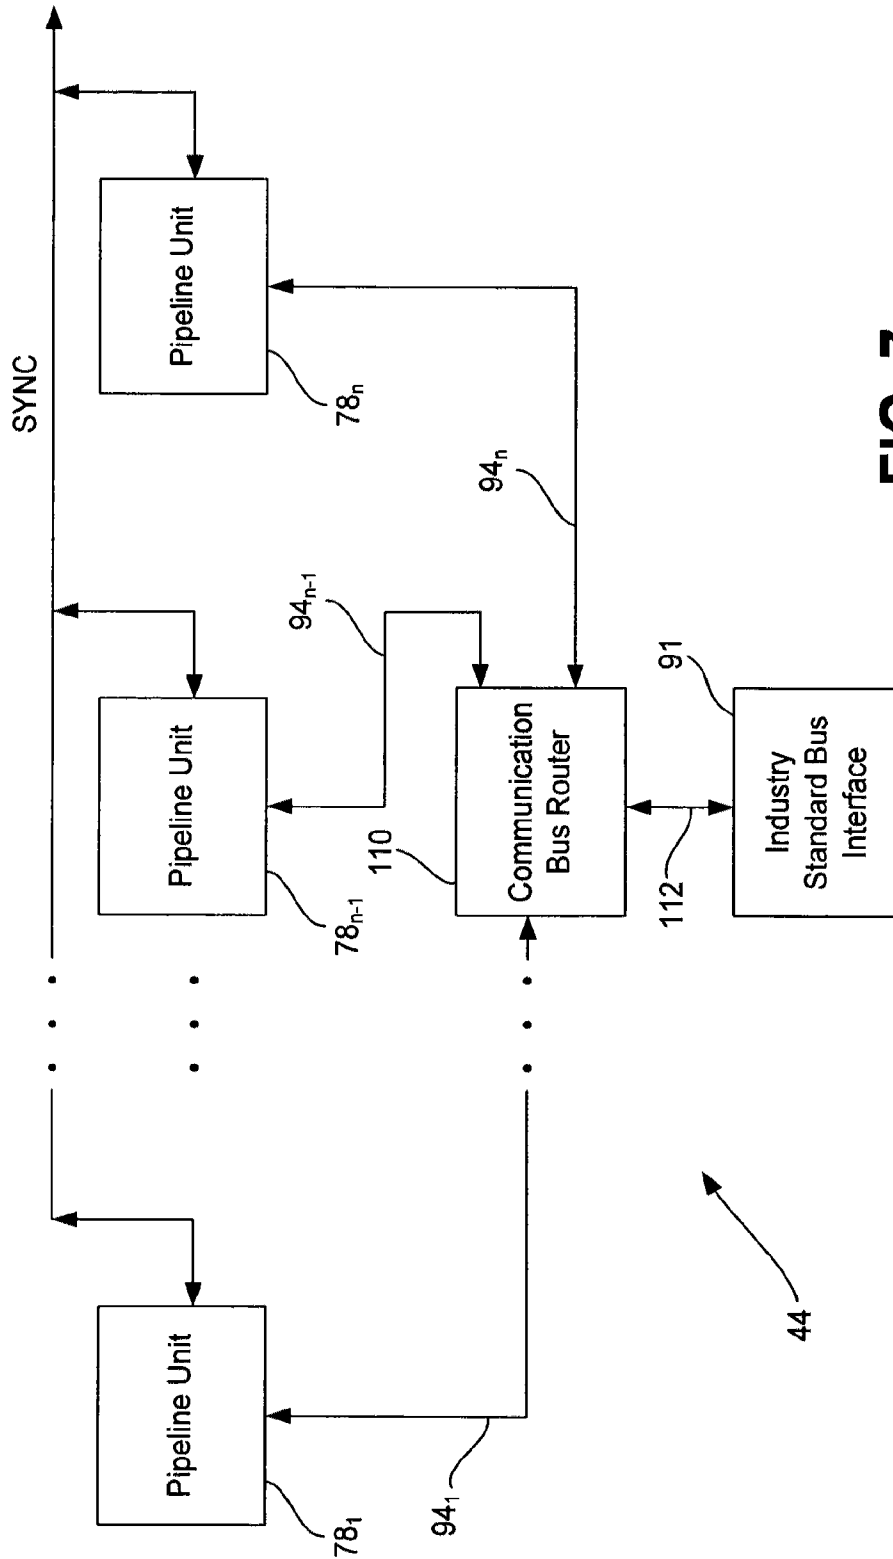 SYNC
Pipeline Unit
78₁
Pipeline Unit
78ₙ₋₁
Pipeline Unit
78ₙ
94₁
94ₙ₋₁
94ₙ
110
Communication
Bus Router
112
91
Industry
Standard Bus
Interface
44
FIG. 7